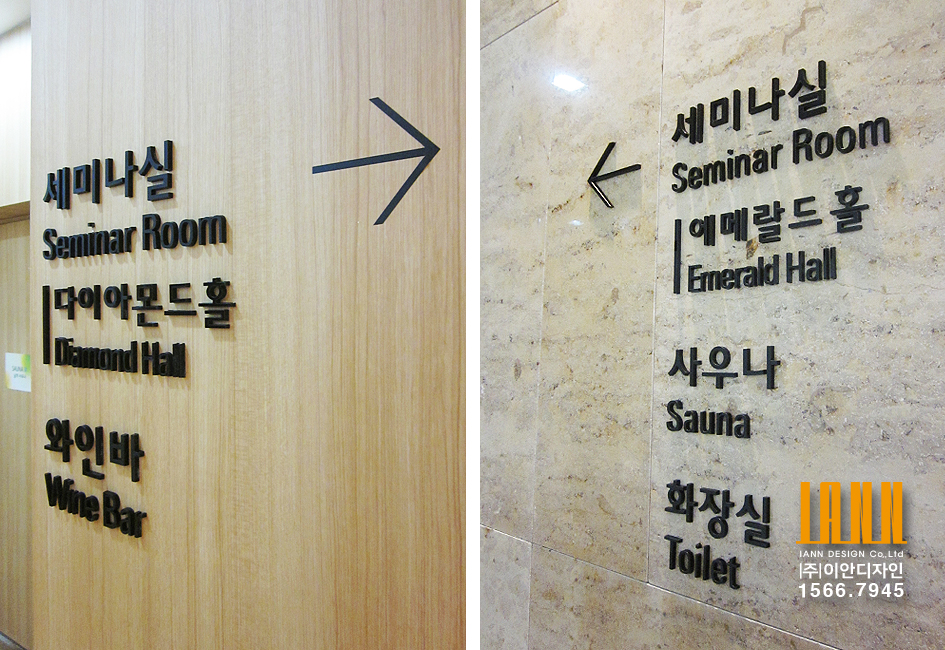 세미나실
Seminar Room
다이아몬드홀
Diamond Hall
와인바
Wine Bar
세미나실
Seminar Room
에메랄드홀
Emerald Hall
사우나
Sauna
화장실
Toilet
IANN
IANN DESIGN Co.,Ltd
(주)이안디자인
1566.7945